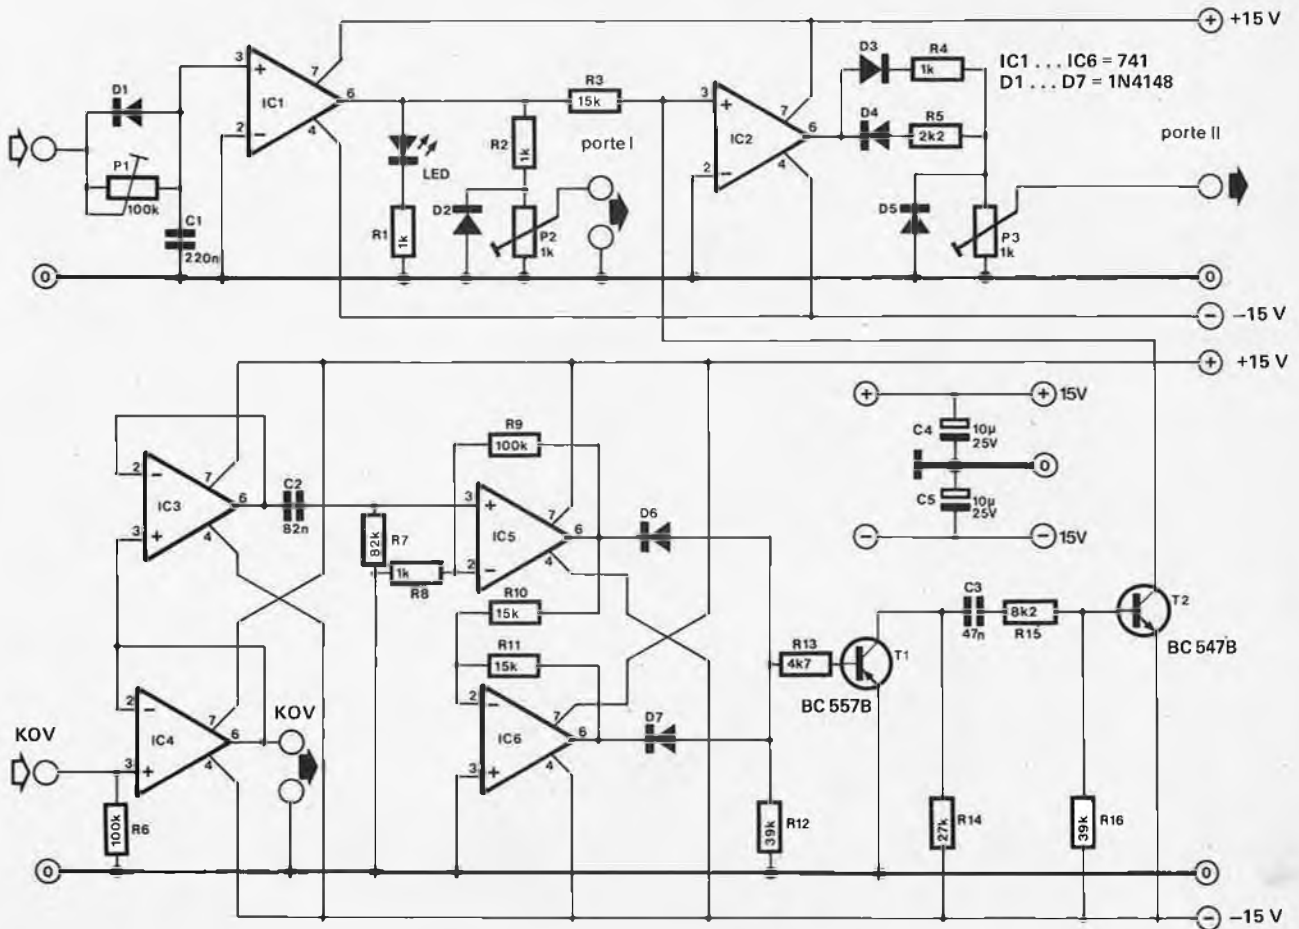 +15 V
D1
P1
100k
C1
220n
3
2
7
4
6
+
−
IC1
LED
R1
1k
R2
1k
D2
P2
1k
R3
15k
porte I
3
2
7
4
6
+
−
IC2
D3
R4
1k
D4
R5
2k2
D5
P3
1k
IC1 . . . IC6 = 741
D1 . . . D7 = 1N4148
porte II
0
0
−15 V
+15 V
2
3
7
4
6
−
+
IC3
C2
82n
R7
82k
R8
1k
R9
100k
3
2
7
4
6
+
−
IC5
R10
15k
R11
15k
D6
+
+
15V
C4
10µ
25V
0
C5
10µ
25V
−
−
15V
KOV
R6
100k
2
3
7
4
6
−
+
IC4
KOV
2
3
7
4
6
−
+
IC6
D7
R12
39k
R13
4k7
T1
BC 557B
R14
27k
C3
47n
8k2
R15
R16
39k
T2
BC 547B
0
0
−15 V